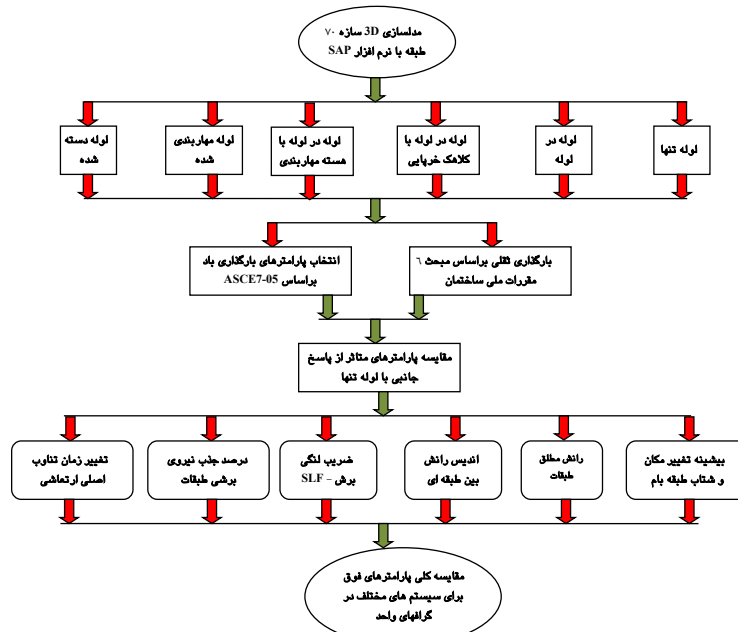 مدلسازی 3D سازه ۷۰
طبقه با نرم افزار SAP
لوله تنها
لوله در
لوله
لوله در لوله با
کلاهک خرپایی
لوله در لوله با
هسته مهاربندی
لوله مهاربندی
شده
لوله دسته
شده
بارگذاری ثقلی براساس مبحث ٦
مقررات ملی ساختمان
انتخاب پارامترهای بارگذاری باد
براساس ASCE7-05
مقایسه پارامترهای متاثر از پاسخ
جانبی با لوله تنها
بیشینه تغییر مکان
و شتاب طبقه بام
رانش مطلق
طبقات
اندیس رانش
بین طبقه ای
ضریب لنگی
برش – SLF
درصد جذب نیروی
برشی طبقات
تغییر زمان تناوب
اصلی ارتعاشی
مقایسه کلی پارامترهای فوق
برای سیستم های مختلف در
گرافهای واحد